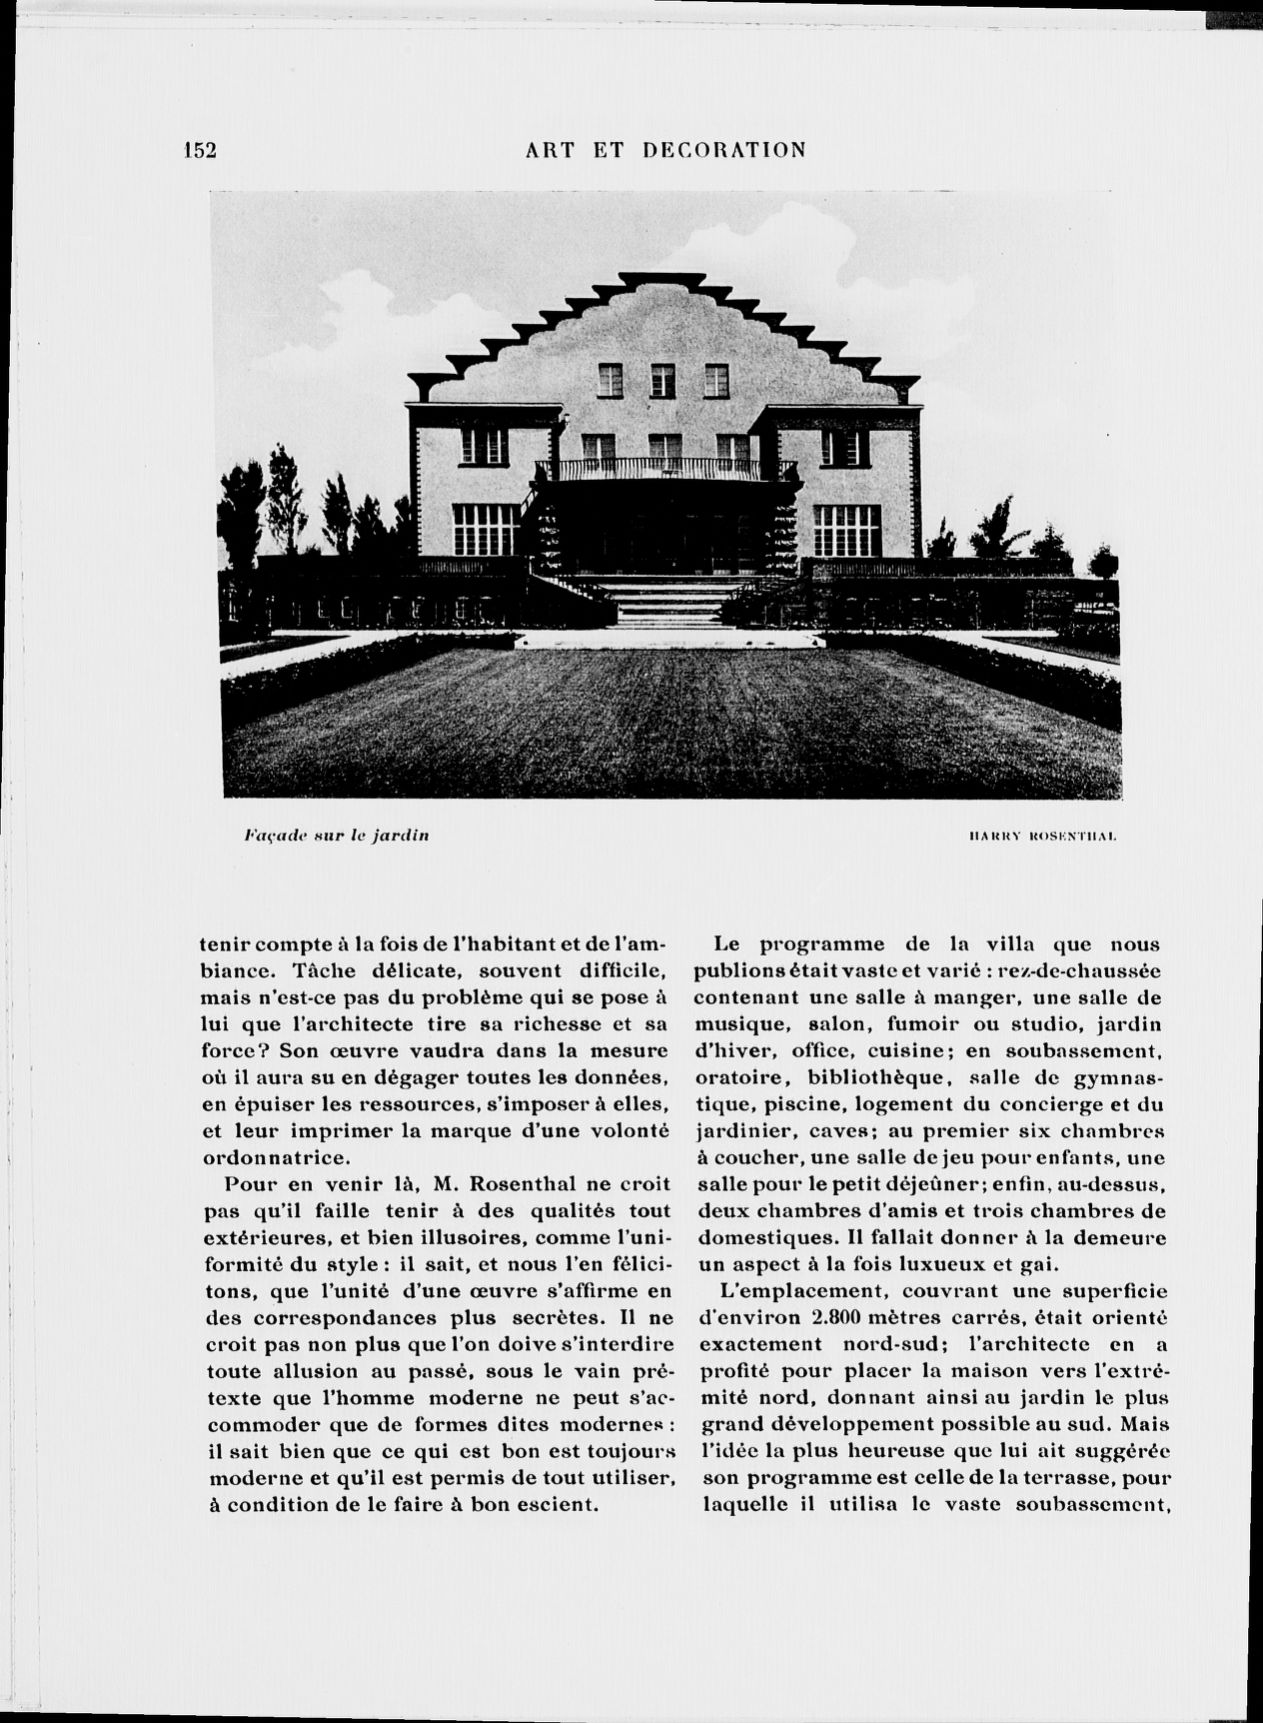 152
ART ET DECORATION
Façade sur le jardin
HARRY ROSENTHAL
tenir compte à la fois de l'habitant et de l'am-
biance. Tâche délicate, souvent difficile,
mais n'est-ce pas du problème qui se pose à
lui que l'architecte tire sa richesse et sa
force? Son œuvre vaudra dans la mesure
où il aura su en dégager toutes les données,
en épuiser les ressources, s'imposer à elles,
et leur imprimer la marque d'une volonté
ordonnatrice.
Pour en venir là, M. Rosenthal ne croit
pas qu'il faille tenir à des qualités tout
extérieures, et bien illusoires, comme l'uni-
formité du style : il sait, et nous l'en félici-
tons, que l'unité d'une œuvre s'affirme en
des correspondances plus secrètes. Il ne
croit pas non plus que l'on doive s'interdire
toute allusion au passé, sous le vain pré-
texte que l'homme moderne ne peut s'ac-
commoder que de formes dites modernes :
il sait bien que ce qui est bon est toujours
moderne et qu'il est permis de tout utiliser,
à condition de le faire à bon escient.
Le programme de la villa que nous
publions était vaste et varié : rez-de-chaussée
contenant une salle à manger, une salle de
musique, salon, fumoir ou studio, jardin
d'hiver, office, cuisine; en soubassement,
oratoire, bibliothèque, salle de gymnas-
tique, piscine, logement du concierge et du
jardinier, caves; au premier six chambres
à coucher, une salle de jeu pour enfants, une
salle pour le petit déjeûner; enfin, au-dessus,
deux chambres d'amis et trois chambres de
domestiques. Il fallait donner à la demeure
un aspect à la fois luxueux et gai.
L'emplacement, couvrant une superficie
d'environ 2.800 mètres carrés, était orienté
exactement nord-sud; l'architecte en a
profité pour placer la maison vers l'extré-
mité nord, donnant ainsi au jardin le plus
grand développement possible au sud. Mais
l'idée la plus heureuse que lui ait suggérée
son programme est celle de la terrasse, pour
laquelle il utilisa le vaste soubassement,